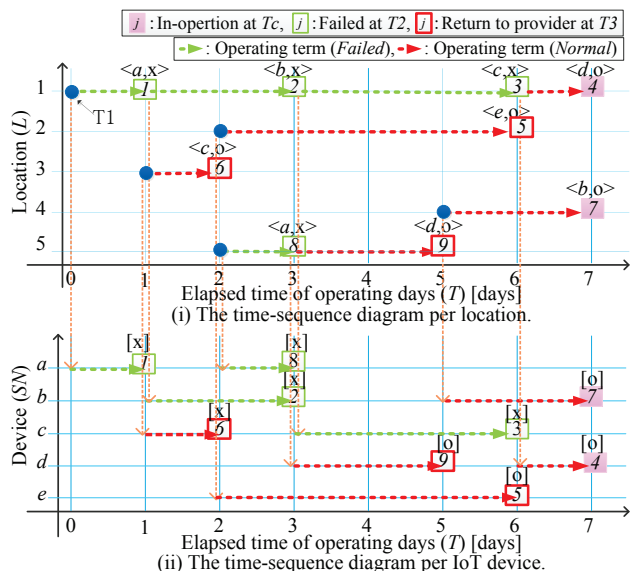 j :In-opertion at Tc, j :Failed at T2, j :Return to provider at T3
: Operating term (Failed), : Operating term (Normal)
<a,x> <b,x> <c,x> <d,o>
1 1 2 3 4
T1
<e,o>
2 5
<c,o>
3 6
<b,o>
4 7
<a,x> <d,o>
5 8 9
Location (L)
0 1 2 3 4 5 6 7
Elapsed time of operating days (T) [days]
(i) The time-sequence diagram per location.
[x] [x]
a 1 8
[x] [o]
b 2 7
[x] [x]
c 6 3
[o] [o]
d 9 4
[o]
e 5
Device (SN)
0 1 2 3 4 5 6 7
Elapsed time of operating days (T) [days]
(ii) The time-sequence diagram per IoT device.